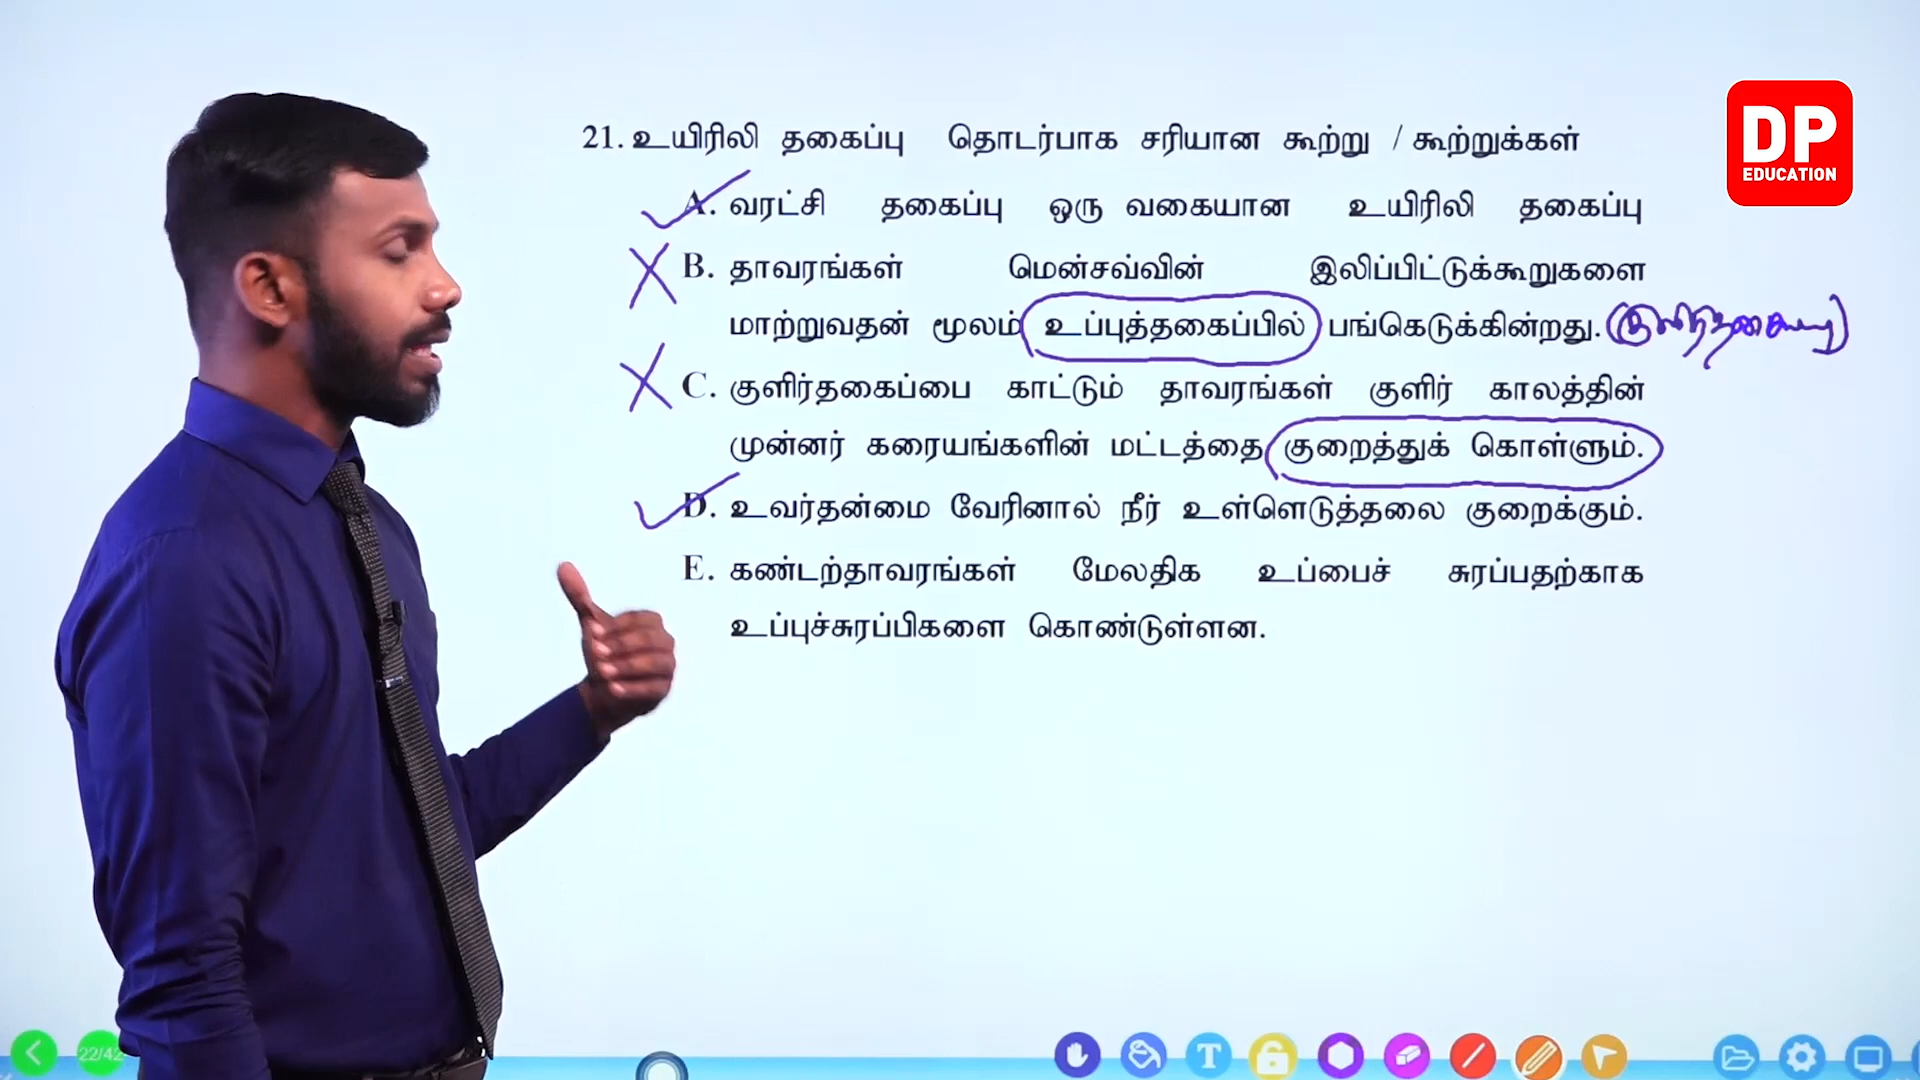 DP
EDUCATION
21. உயிரிலி தகைப்பு தொடர்பாக சரியான கூற்று / கூற்றுக்கள்
A. வரட்சி தகைப்பு ஒரு வகையான உயிரிலி தகைப்பு
B. தாவரங்கள் மென்சவ்வின் இலிப்பிட்டுக்கூறுகளை
மாற்றுவதன் மூலம் உப்புத்தகைப்பில் பங்கெடுக்கின்றது.
C. குளிர்தகைப்பை காட்டும் தாவரங்கள் குளிர் காலத்தின்
முன்னர் கரையங்களின் மட்டத்தை குறைத்துக் கொள்ளும்.
D. உவர்தன்மை வேரினால் நீர் உள்ளெடுத்தலை குறைக்கும்.
E. கண்டற்தாவரங்கள் மேலதிக உப்பைச் சுரப்பதற்காக
உப்புச்சுரப்பிகளை கொண்டுள்ளன.
22/42
T